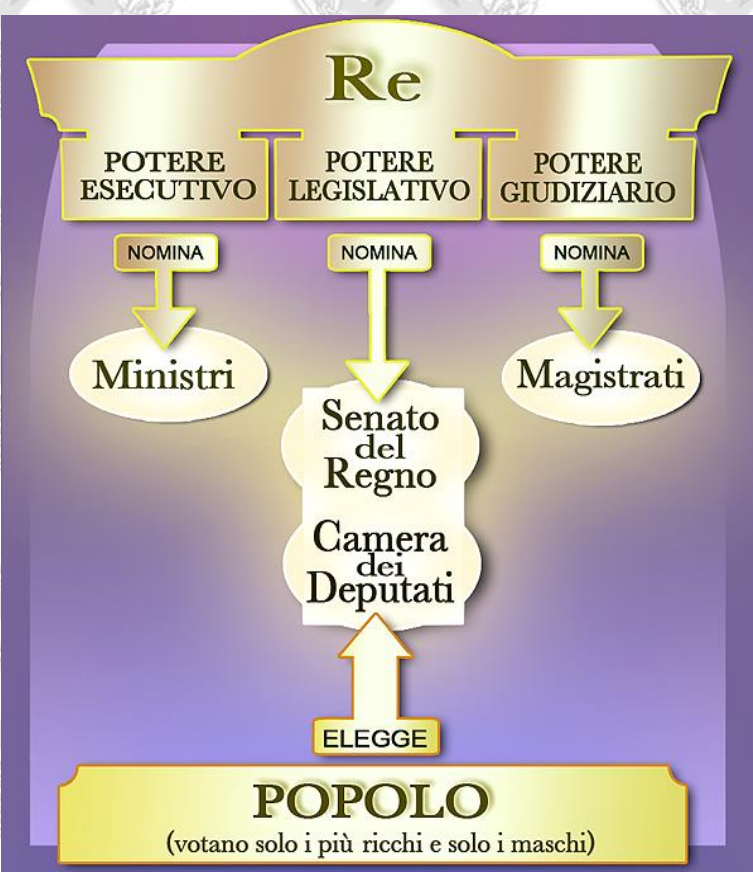 Re
POTERE
ESECUTIVO
POTERE
LEGISLATIVO
POTERE
GIUDIZIARIO
NOMINA
NOMINA
NOMINA
Ministri
Magistrati
Senato
del
Regno
Camera
dei
Deputati
ELEGGE
POPOLO
(votano solo i più ricchi e solo i maschi)